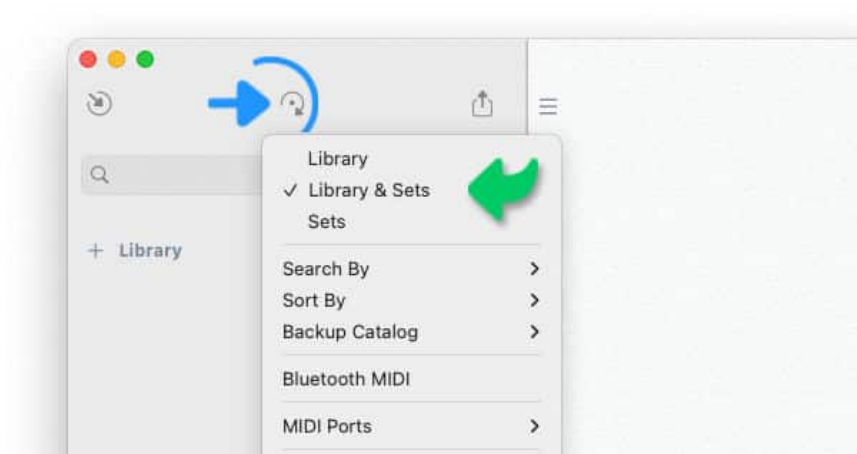 Library
✓ Library & Sets
Sets
+ Library
Search By
Sort By
Backup Catalog
Bluetooth MIDI
MIDI Ports